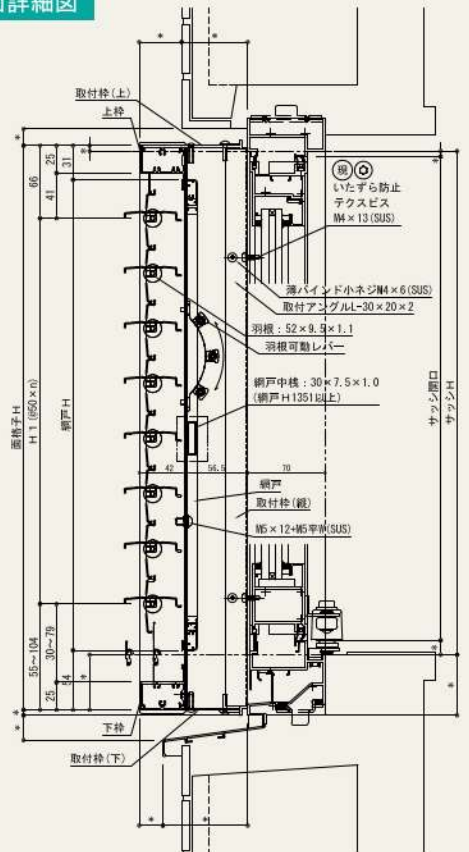 詳細図
*
*
取付枠(上)
上枠
*
*
66
25
31
41
現
いたずら防止
テクスビス
M4×13(SUS)
薄バインド小ネジM4×6(SUS)
取付アングルL-30×20×2
羽根:52×9.5×1.1
羽根可動レバー
網戸中桟:30×7.5×1.0
(網戸H1351以上)
面格子H
H1(@50×n)
網戸H
サッシ開口
サッシH
42
56.5
70
網戸
取付枠(縦)
M5×12+M5平W(SUS)
55~104
30~79
25
54
*
*
*
*
*
下枠
取付枠(下)
*
*